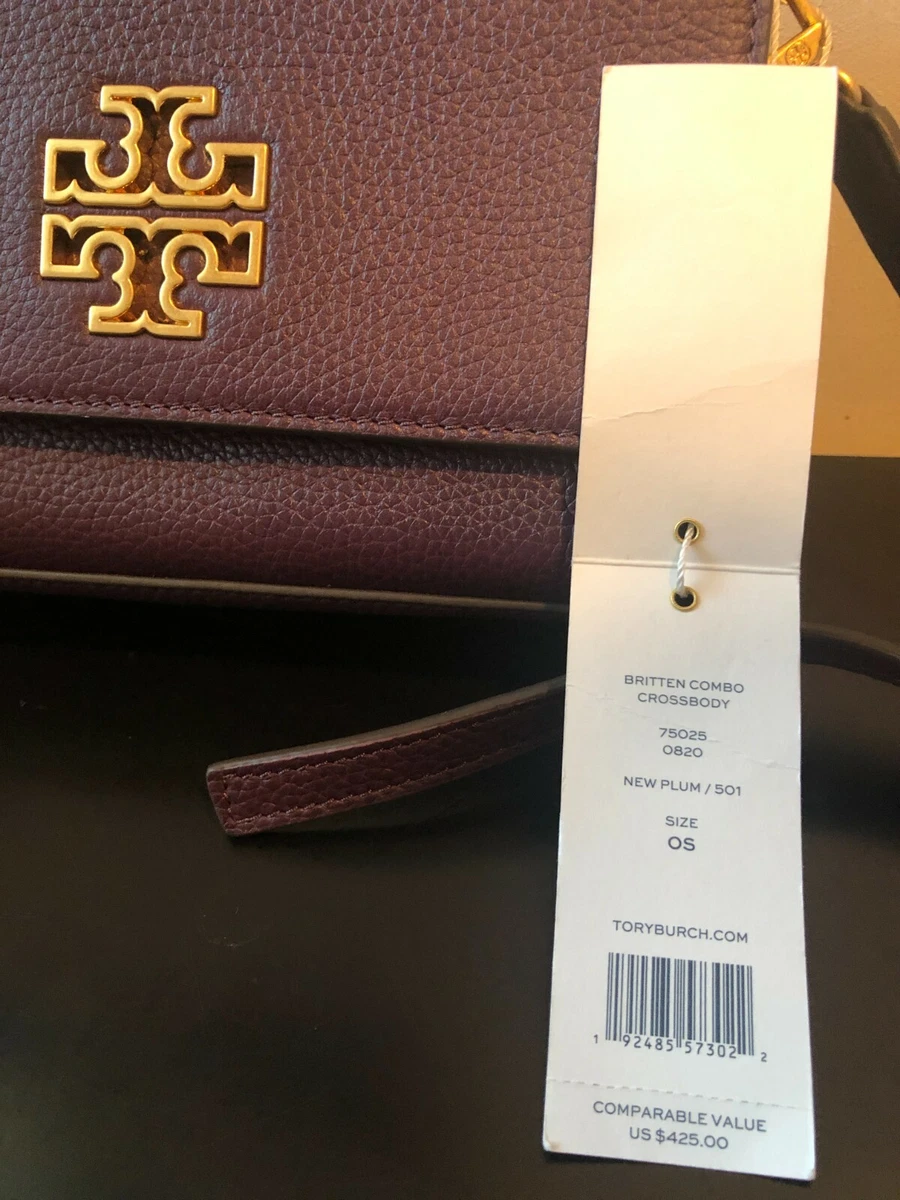 BRITTEN COMBO
CROSSBODY
75025
0820
NEW PLUM / 501
SIZE
OS
TORYBURCH.COM
1 92485 57302 2
COMPARABLE VALUE
US $425.00